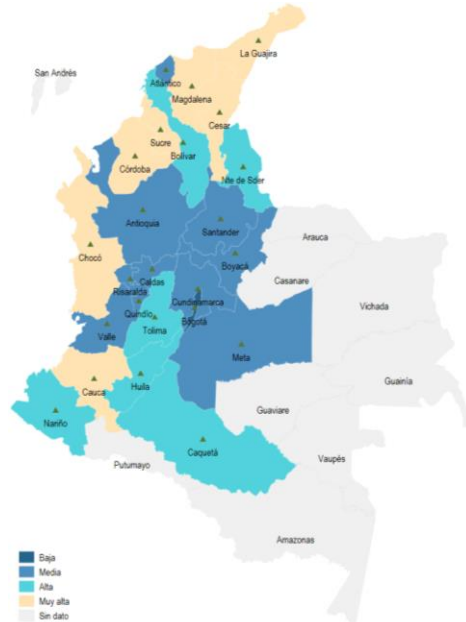 La Guajira
San Andrés
Atlántico
Magdalena
Cesar
Sucre
Bolívar
Córdoba
Nte de Sder
Antioquia
Santander
Arauca
Chocó
Boyacá
Caldas
Casanare
Risaralda
Cundinamarca
Vichada
Quindío
Bogotá
Tolima
Valle
Meta
Guainía
Huila
Cauca
Guaviare
Nariño
Caquetá
Vaupés
Putumayo
Amazonas
Baja
Media
Alta
Muy alta
Sin dato